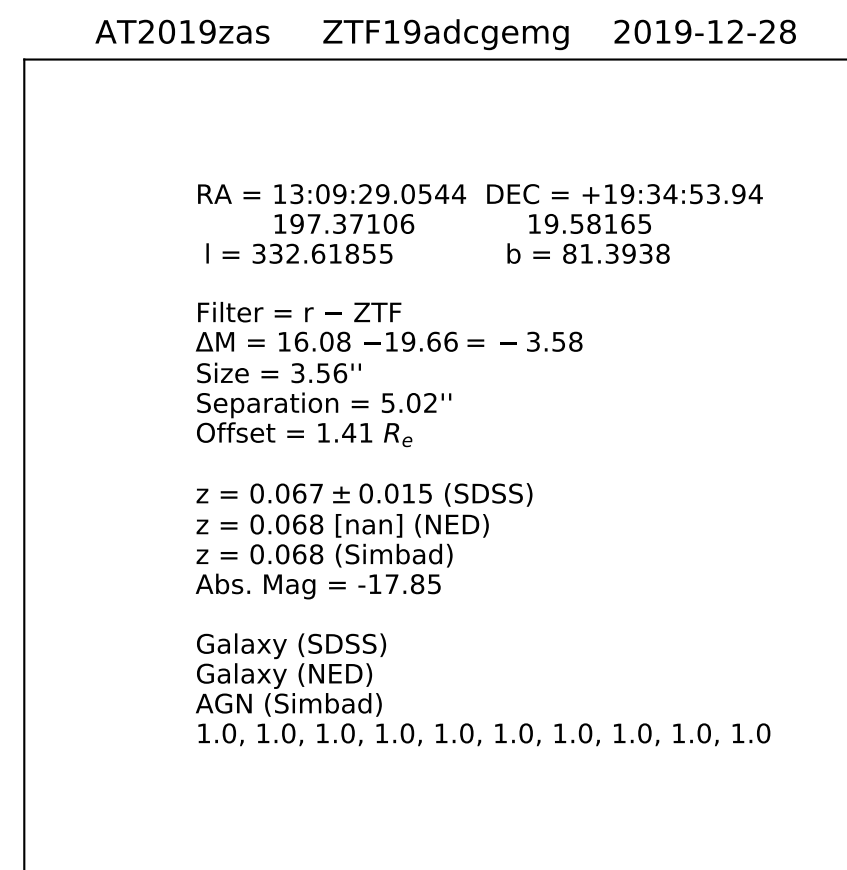 AT2019zas ZTF19adcgemg 2019-12-28
RA = 13:09:29.0544 DEC = +19:34:53.94
197.37106 19.58165
l = 332.61855 b = 81.3938
Filter = r − ZTF
ΔM = 16.08 −19.66 = − 3.58
Size = 3.56''
Separation = 5.02''
Offset = 1.41 Re
z = 0.067 ± 0.015 (SDSS)
z = 0.068 [nan] (NED)
z = 0.068 (Simbad)
Abs. Mag = -17.85
Galaxy (SDSS)
Galaxy (NED)
AGN (Simbad)
1.0, 1.0, 1.0, 1.0, 1.0, 1.0, 1.0, 1.0, 1.0, 1.0